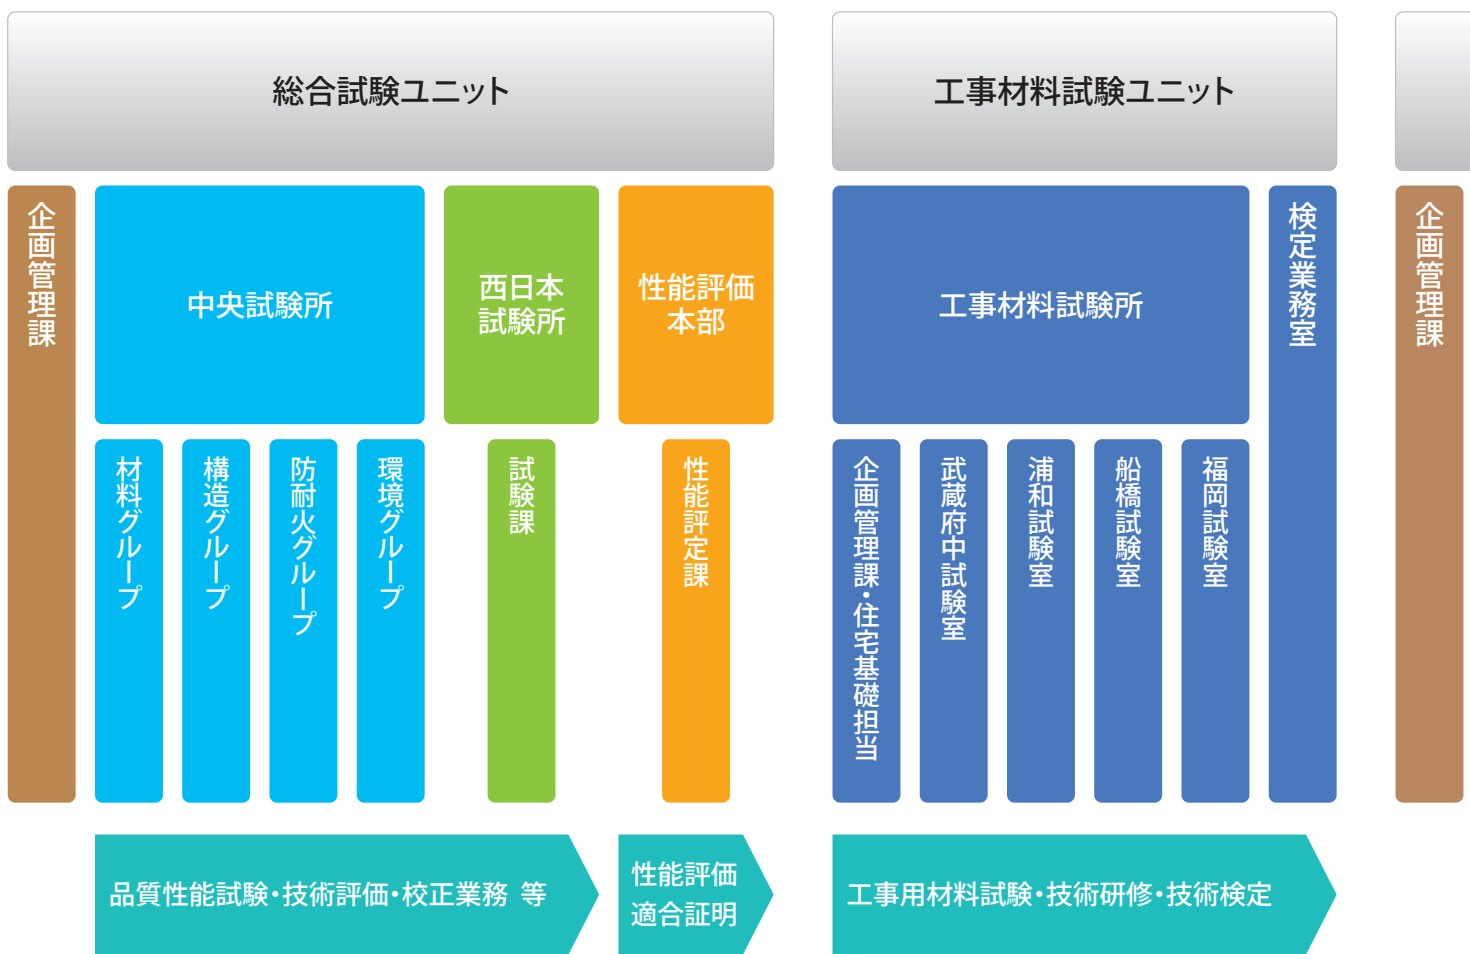 総合試験ユニット
工事材料試験ユニット
企画管理課
中央試験所
西日本
試験所
性能評価
本部
工事材料試験所
検定業務室
企画管理課
材料グループ
構造グループ
防耐火グループ
環境グループ
試験課
性能評定課
企画管理課・住宅基礎担当
武蔵府中試験室
浦和試験室
船橋試験室
福岡試験室
品質性能試験・技術評価・校正業務 等
性能評価
適合証明
工事用材料試験・技術研修・技術検定